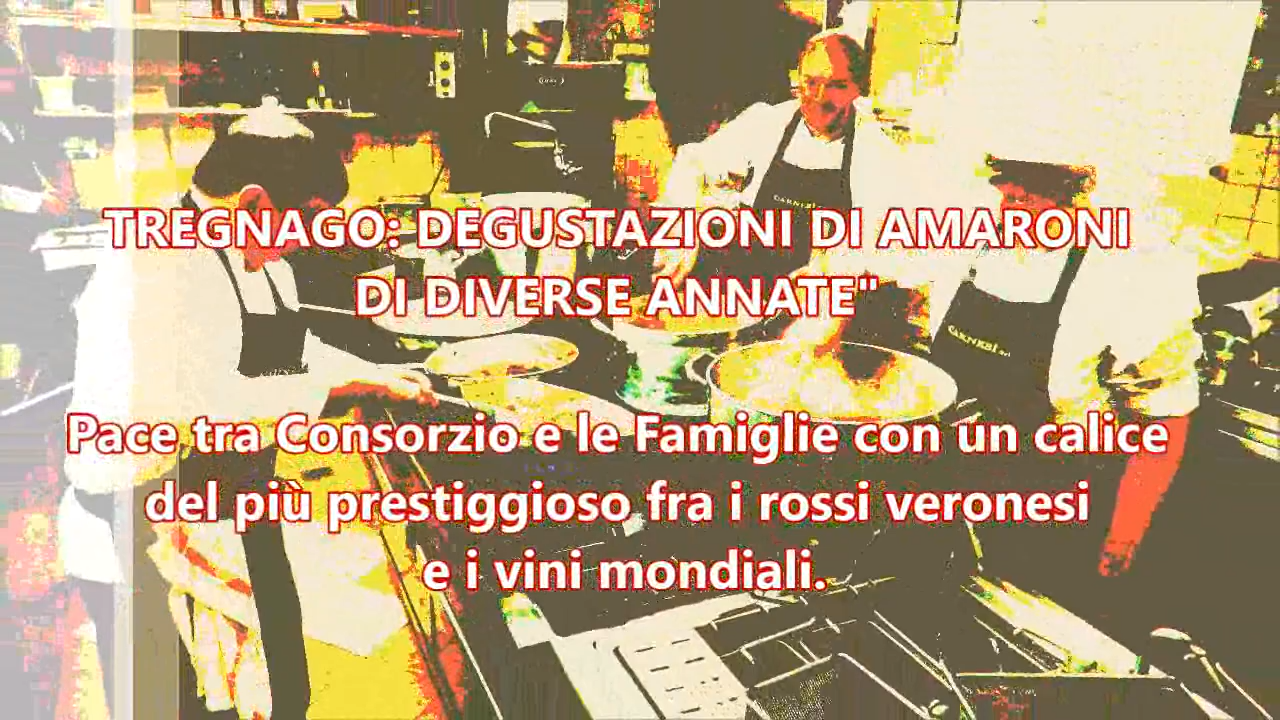 TREGNAGO: DEGUSTAZIONI DI AMARONI
DI DIVERSE ANNATE"
Pace tra Consorzio e le Famiglie con un calice
del più prestiggioso fra i rossi veronesi
e i vini mondiali.